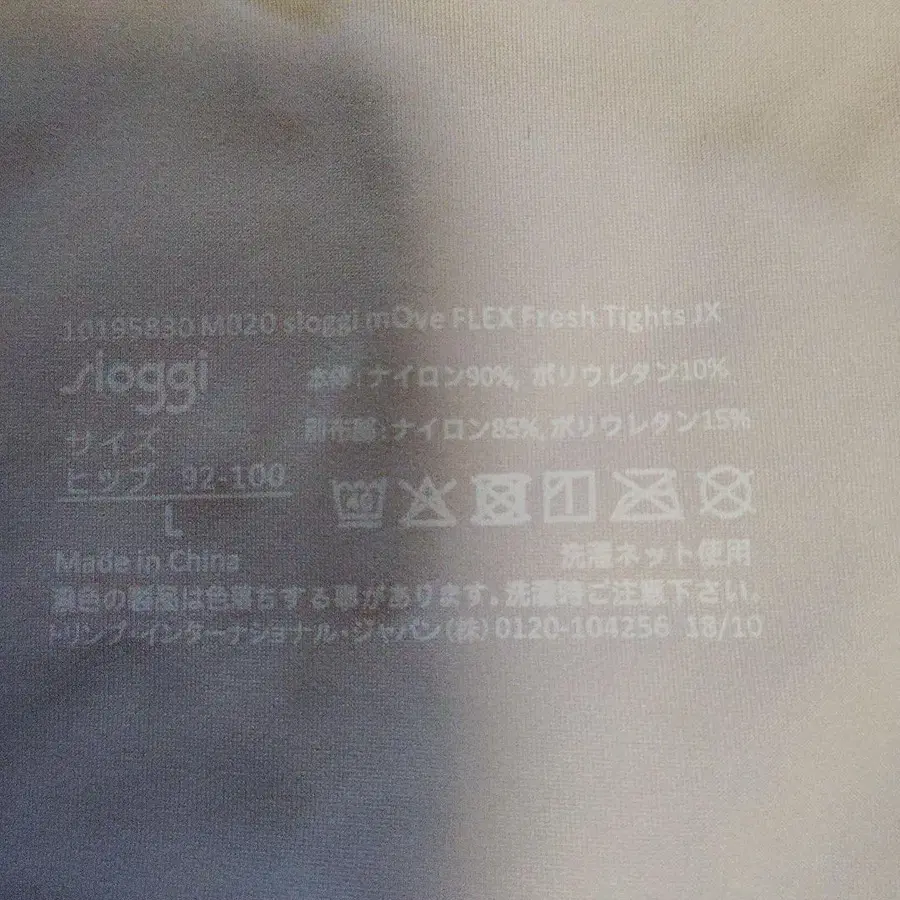 10195830 M020 sloggi mOve FLEX Fresh Tights JX
sloggi
本体:ナイロン90%, ポリウレタン10%
別布部:ナイロン85%, ポリウレタン15%
サイズ
ヒップ 92-100
L
40
Made in China
洗濯ネット使用
濃色の製品は色落ちする事があります。洗濯時ご注意下さい。
トリンプ・インターナショナル・ジャパン(株) 0120-104256 18/10